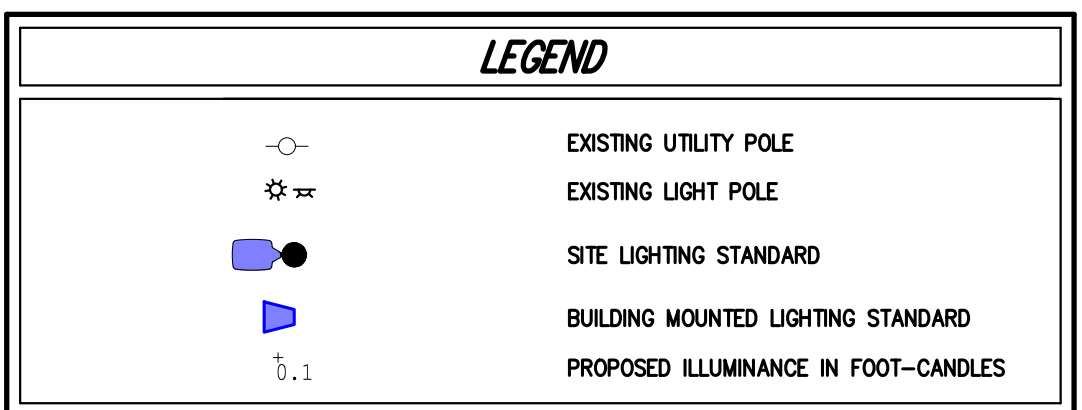 LEGEND
EXISTING UTILITY POLE
EXISTING LIGHT POLE
SITE LIGHTING STANDARD
BUILDING MOUNTED LIGHTING STANDARD
+0.1 PROPOSED ILLUMINANCE IN FOOT-CANDLES